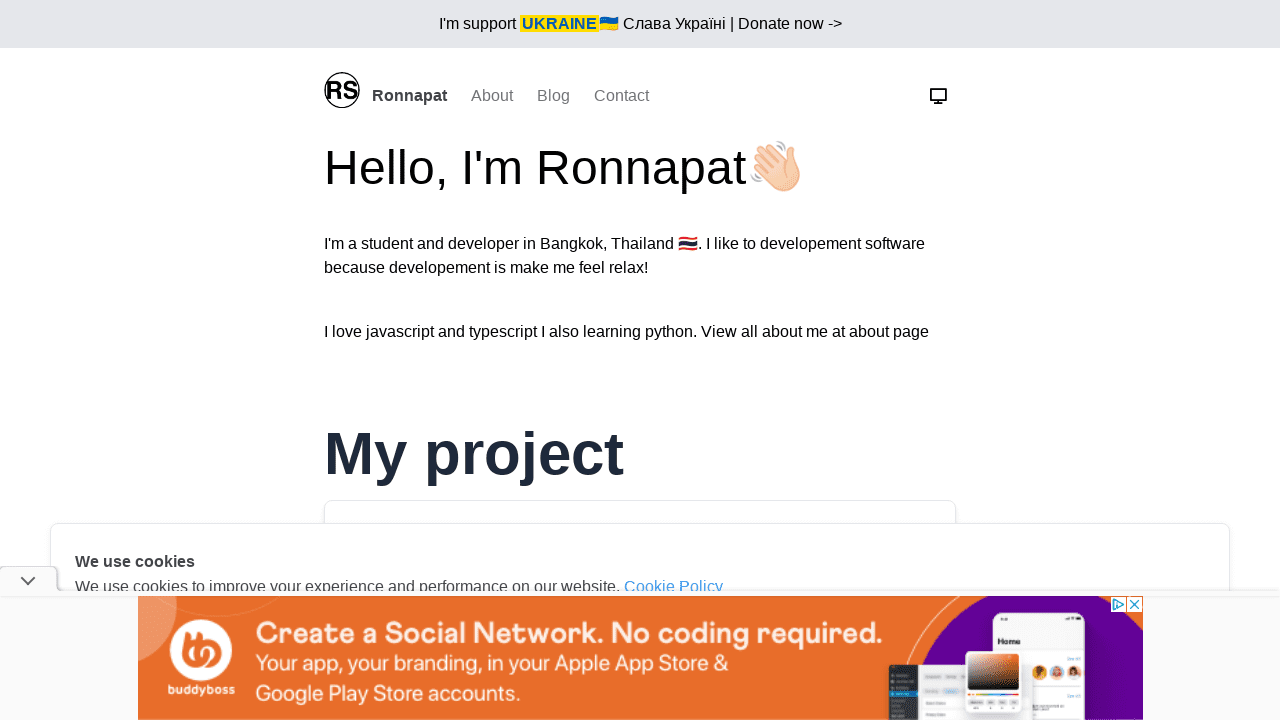 I'm support UKRAINE🇺🇦 Слава Україні | Donate now ->
RS Ronnapat About Blog Contact
Hello, I'm Ronnapat👋🏻
I'm a student and developer in Bangkok, Thailand 🇹🇭. I like to developement software
because developement is make me feel relax!
I love javascript and typescript I also learning python. View all about me at about page
My project
We use cookies
We use cookies to improve your experience and performance on our website. Cookie Policy
Create a Social Network. No coding required.
Your app, your branding, in your Apple App Store &
Google Play Store accounts.
buddyboss
Home